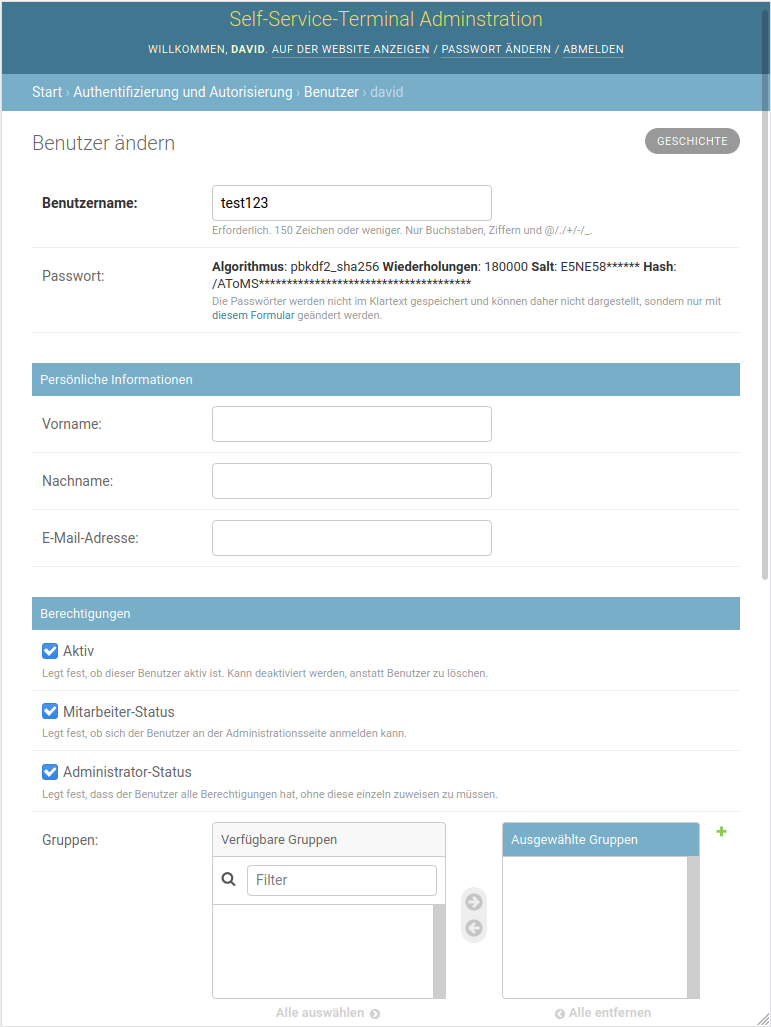 Self-Service-Terminal Adminstration
WILLKOMMEN, DAVID. AUF DER WEBSITE ANZEIGEN / PASSWORT ÄNDERN / ABMELDEN
Start › Authentifizierung und Autorisierung › Benutzer › david
Benutzer ändern
GESCHICHTE
Benutzername:
test123
Erforderlich. 150 Zeichen oder weniger. Nur Buchstaben, Ziffern und @/./+/-/_.
Passwort:
Algorithmus: pbkdf2_sha256 Wiederholungen: 180000 Salt: E5NE58****** Hash:
/AToMS**************************************
Die Passwörter werden nicht im Klartext gespeichert und können daher nicht dargestellt, sondern nur mit
diesem Formular geändert werden.
Persönliche Informationen
Vorname:
Nachname:
E-Mail-Adresse:
Berechtigungen
Aktiv
Legt fest, ob dieser Benutzer aktiv ist. Kann deaktiviert werden, anstatt Benutzer zu löschen.
Mitarbeiter-Status
Legt fest, ob sich der Benutzer an der Administrationsseite anmelden kann.
Administrator-Status
Legt fest, dass der Benutzer alle Berechtigungen hat, ohne diese einzeln zuweisen zu müssen.
Gruppen:
Verfügbare Gruppen
Filter
Alle auswählen
Ausgewählte Gruppen
Alle entfernen